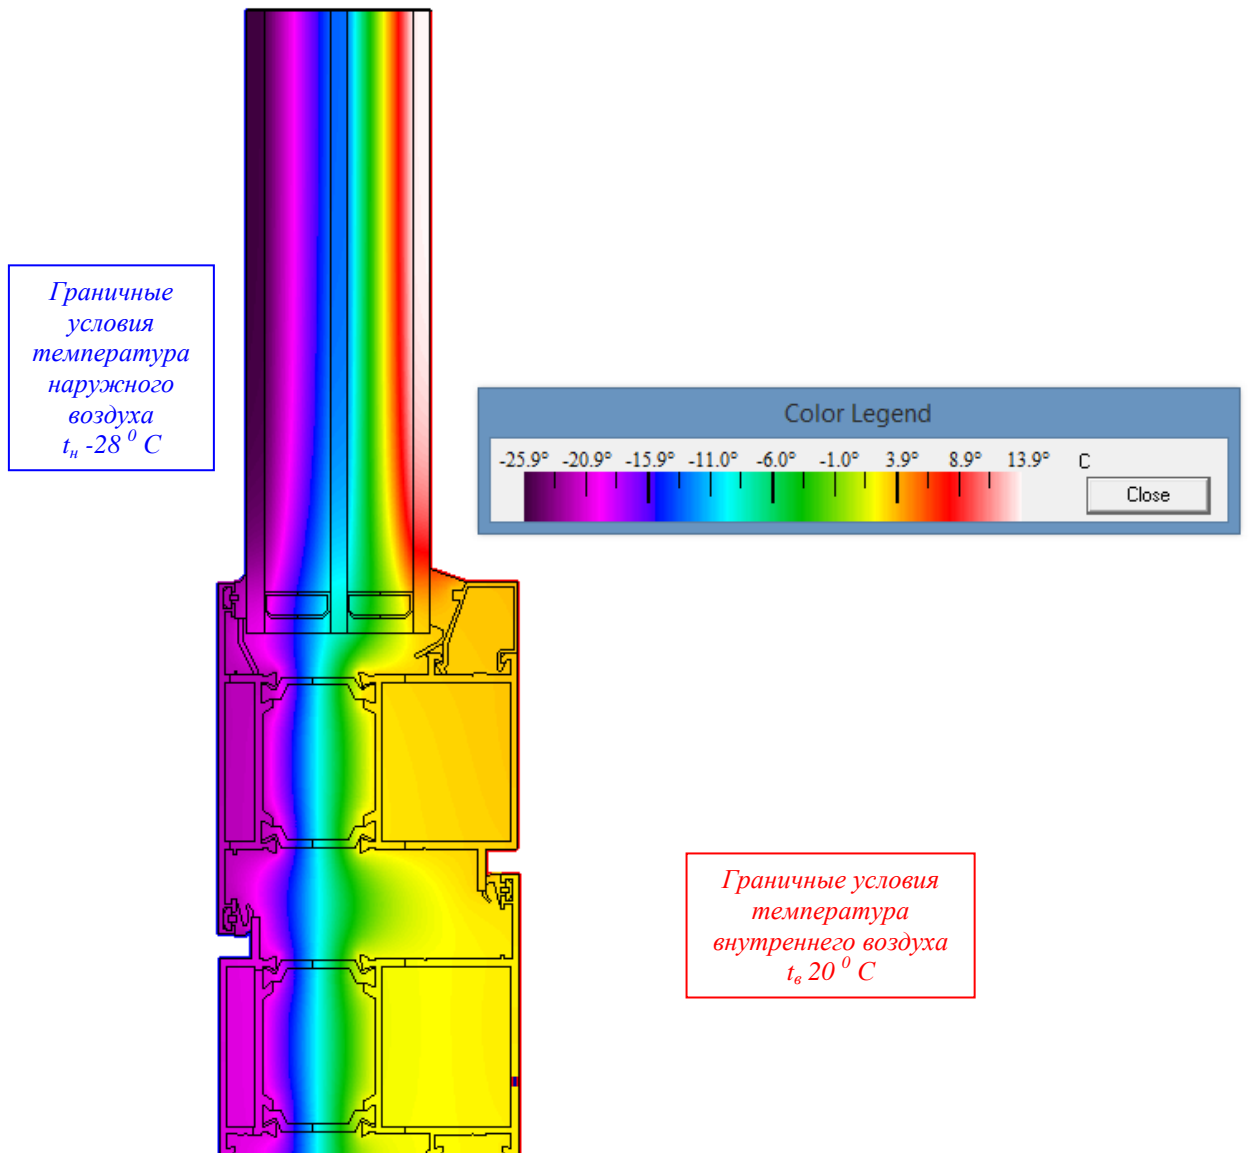 Граничные
условия
температура
наружного
воздуха
tн -28 ⁰ С
Color Legend
-25.9° -20.9° -15.9° -11.0° -6.0° -1.0° 3.9° 8.9° 13.9° C
Close
Граничные условия
температура
внутреннего воздуха
tв 20 ⁰ С